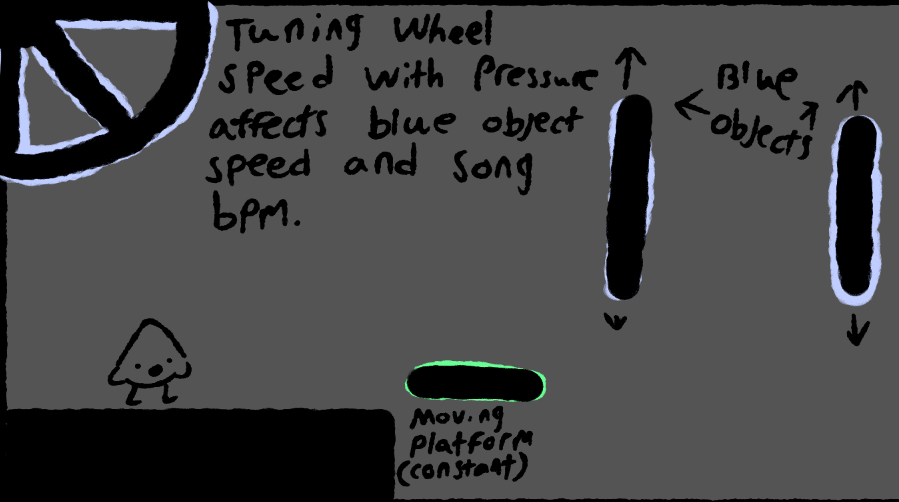 Tuning Wheel
speed with Pressure
affects blue object
speed and song
bpm.
Blue
objects
Moving
Platform
(constant)